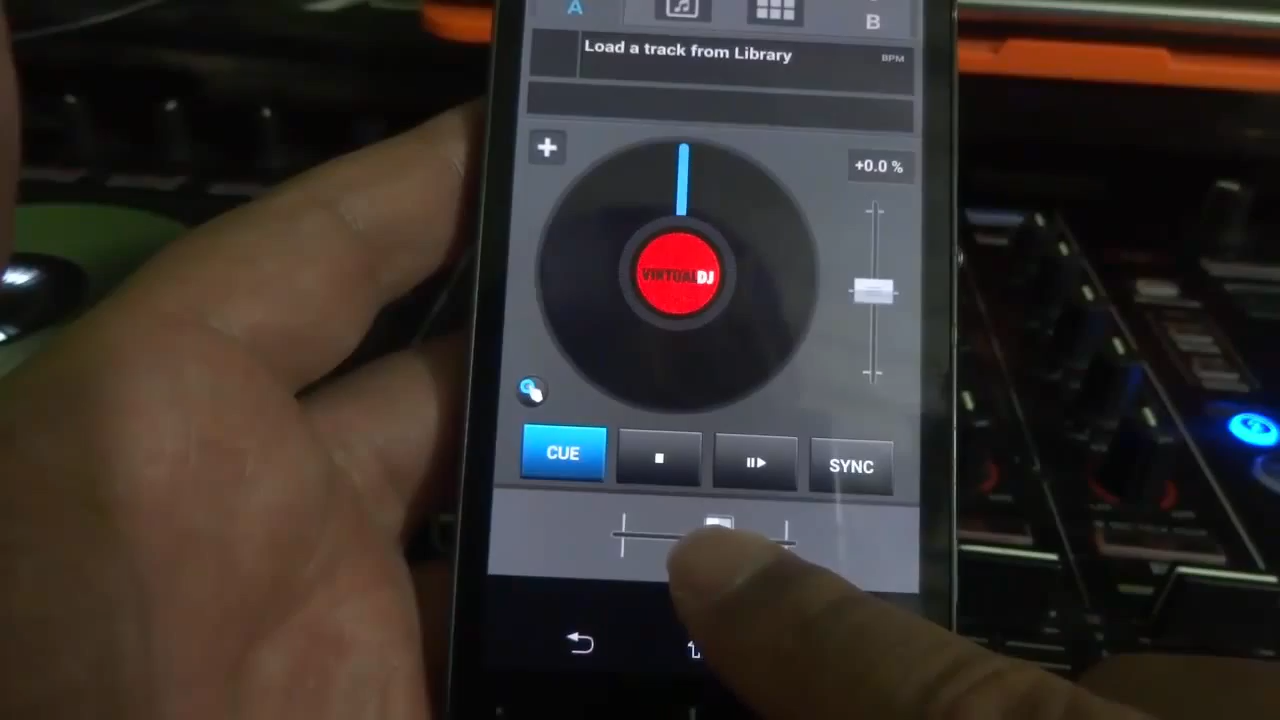 A
B
Load a track from Library
BPM
+0.0 %
VIRTUALDJ
CUE
SYNC